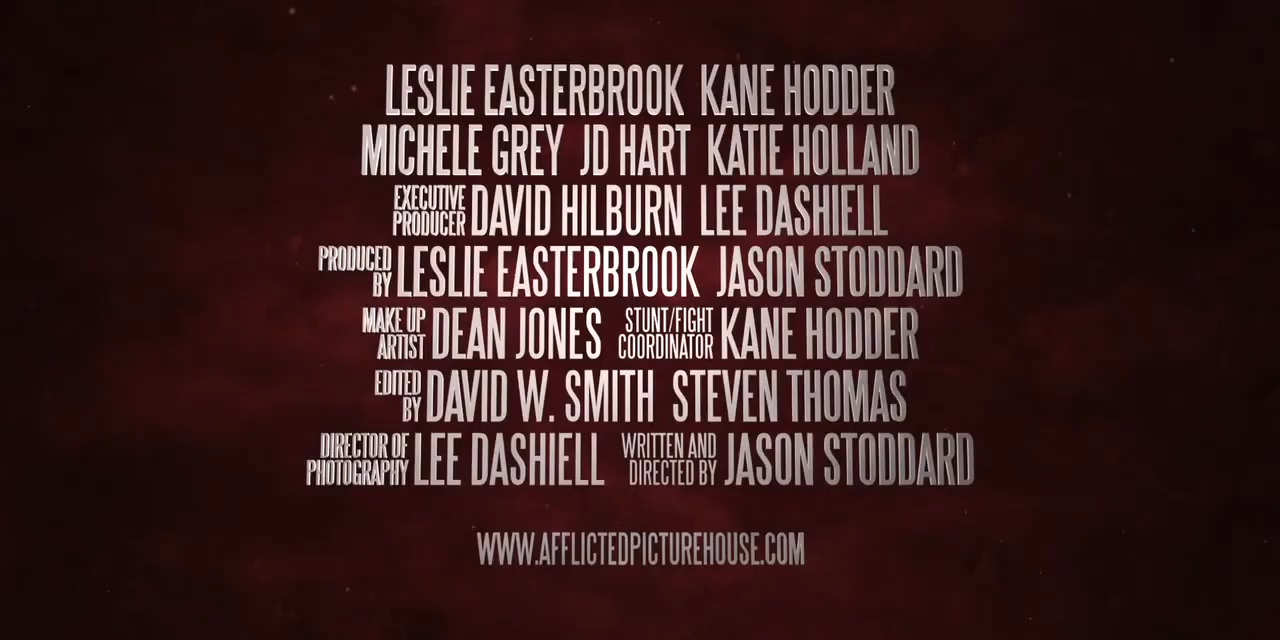 LESLIE EASTERBROOK KANE HODDER
MICHELE GREY JD HART KATIE HOLLAND
EXECUTIVE PRODUCER DAVID HILBURN LEE DASHIELL
PRODUCED BY LESLIE EASTERBROOK JASON STODDARD
MAKE UP ARTIST DEAN JONES STUNT/FIGHT COORDINATOR KANE HODDER
EDITED BY DAVID W. SMITH STEVEN THOMAS
DIRECTOR OF PHOTOGRAPHY LEE DASHIELL WRITTEN AND DIRECTED BY JASON STODDARD
WWW.AFFLICTEDPICTUREHOUSE.COM